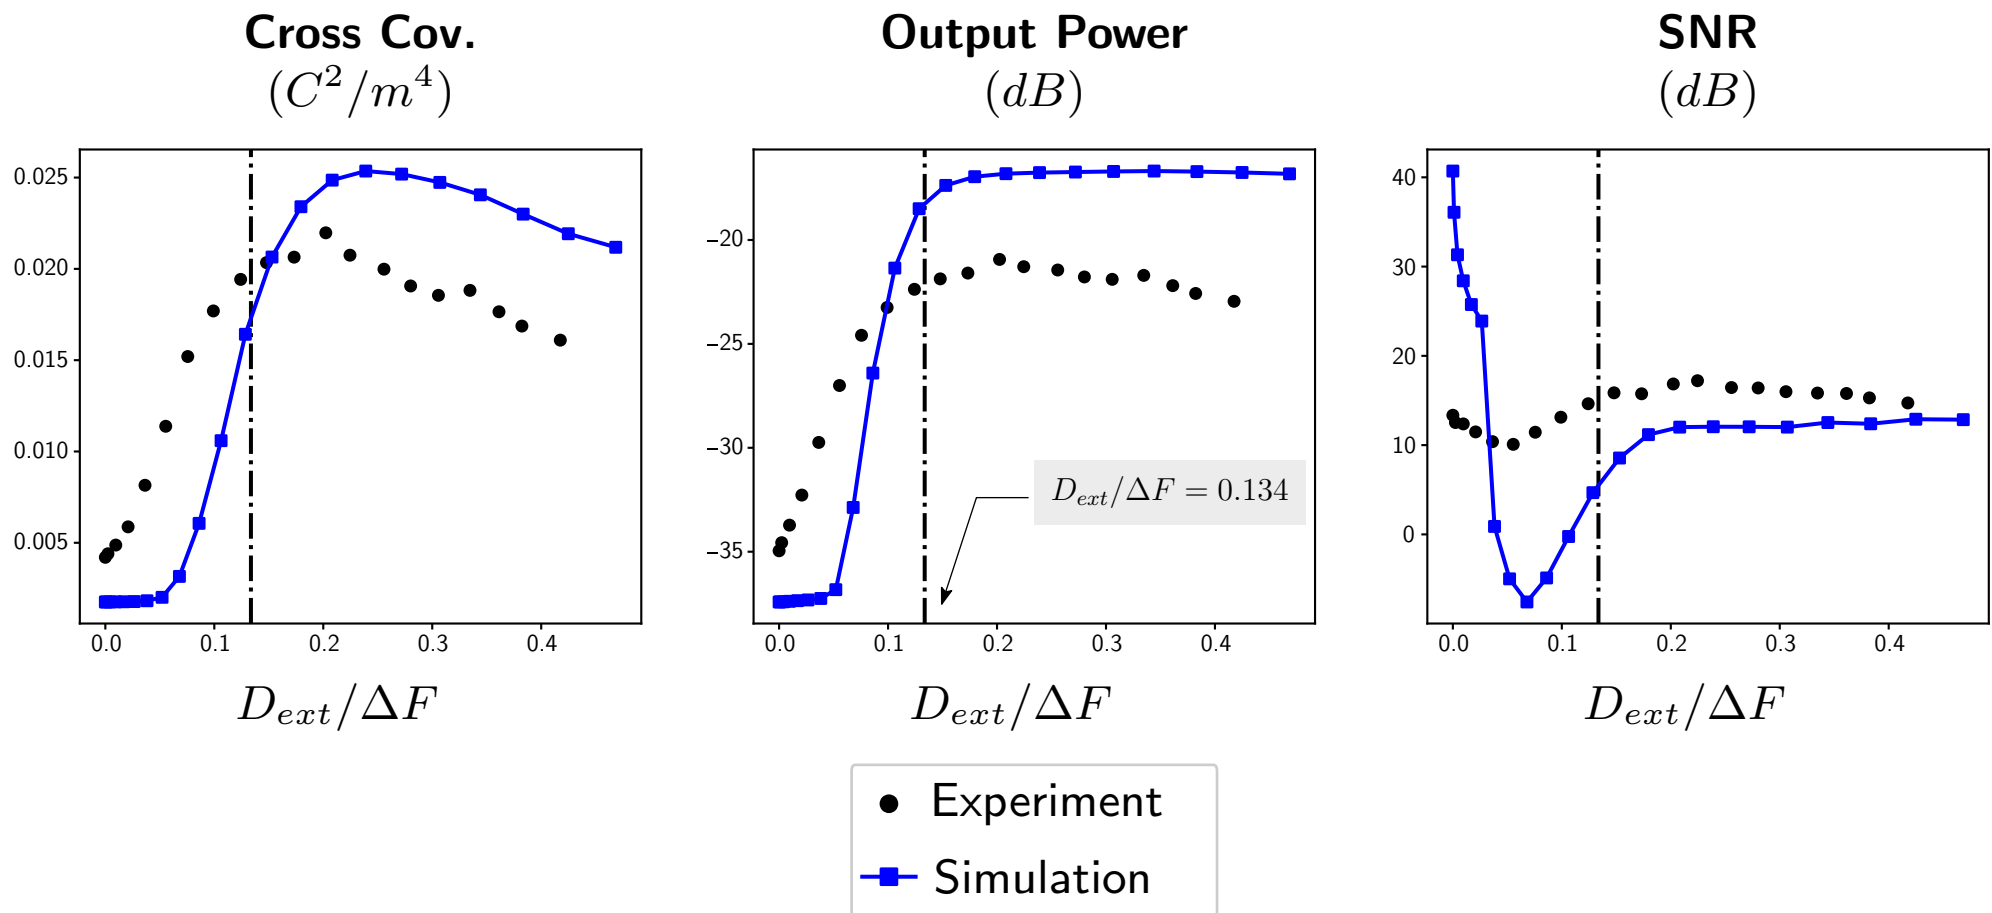 Cross Cov.
(C²/m⁴)
0.025
0.020
0.015
0.010
0.005
0.0 0.1 0.2 0.3 0.4
D_ext/ΔF
Output Power
(dB)
−20
−25
−30
−35
D_ext/ΔF = 0.134
0.0 0.1 0.2 0.3 0.4
D_ext/ΔF
SNR
(dB)
40
30
20
10
0
0.0 0.1 0.2 0.3 0.4
D_ext/ΔF
Experiment
Simulation